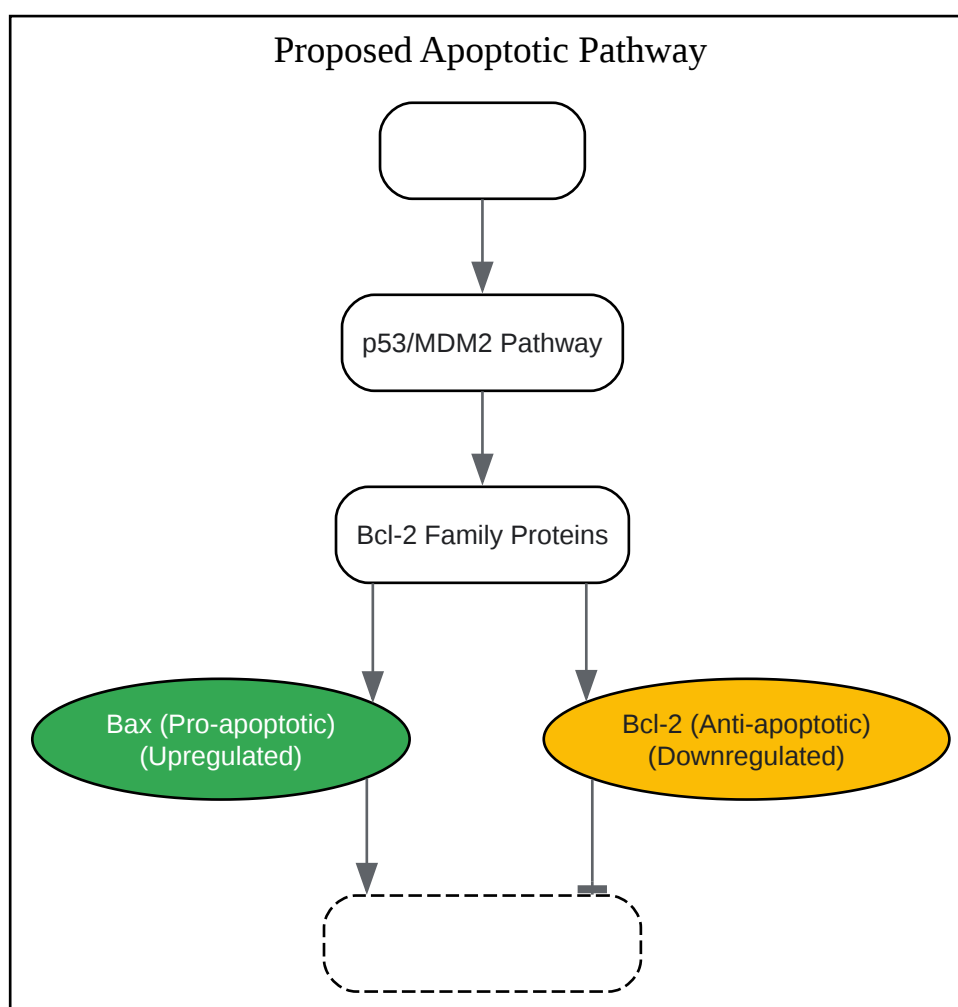 Proposed Apoptotic Pathway
p53/MDM2 Pathway
Bcl-2 Family Proteins
Bax (Pro-apoptotic)
(Upregulated)
Bcl-2 (Anti-apoptotic)
(Downregulated)